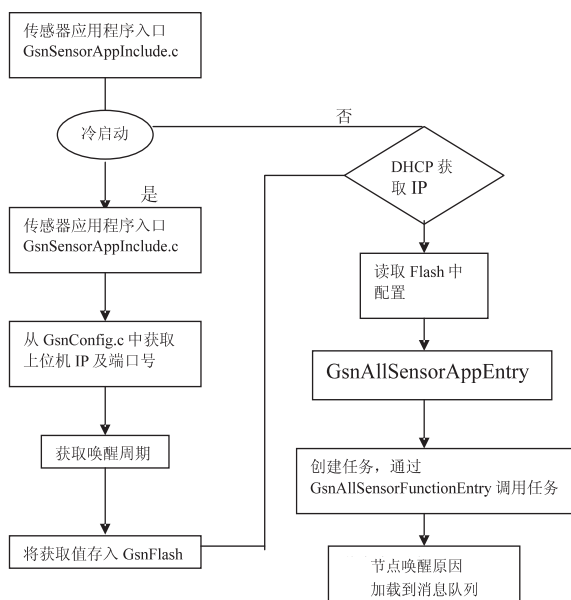 传感器应用程序入口
GsnSensorAppInclude.c
冷启动
否
是
传感器应用程序入口
GsnSensorAppInclude.c
从 GsnConfig.c 中获取
上位机 IP 及端口号
获取唤醒周期
将获取值存入 GsnFlash
DHCP 获
取 IP
读取 Flash 中
配置
GsnAllSensorAppEntry
创建任务，通过
GsnAllSensorFunctionEntry 调用任务
节点唤醒原因
加载到消息队列